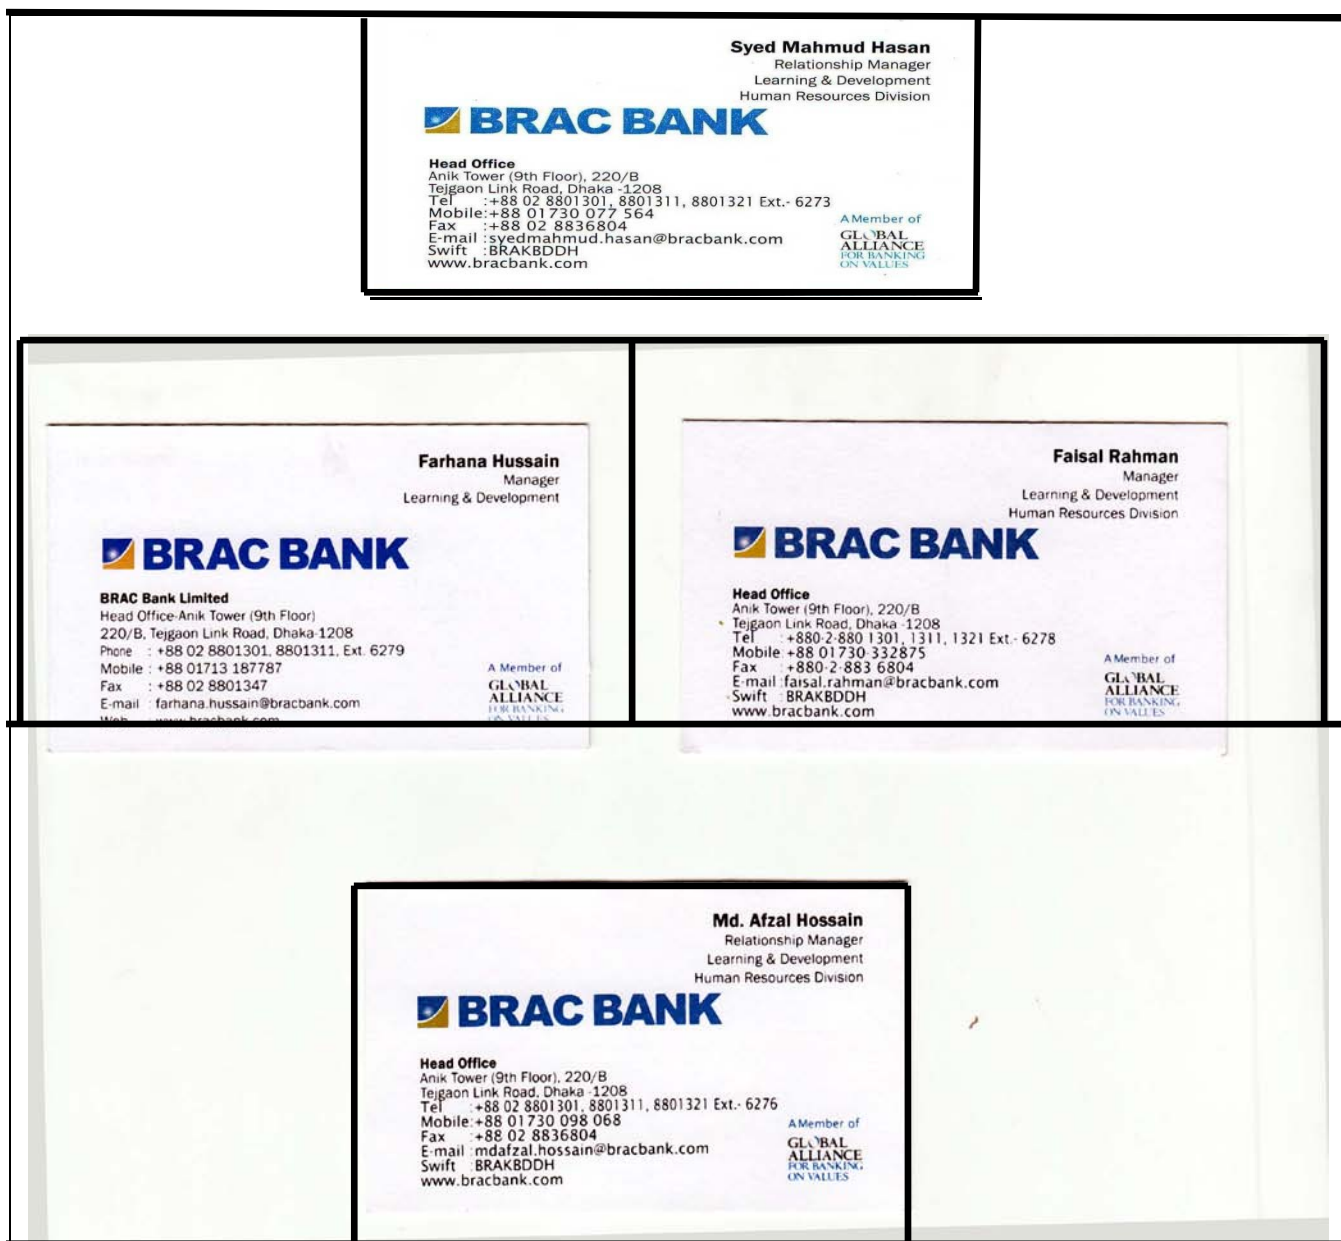 Syed Mahmud Hasan
Relationship Manager
Learning & Development
Human Resources Division
BRAC BANK
Head Office
Anik Tower (9th Floor), 220/B
Tejgaon Link Road, Dhaka -1208
Tel :+88 02 8801301, 8801311, 8801321 Ext.- 6273
Mobile:+88 01730 077 564
Fax :+88 02 8836804
E-mail :syedmahmud.hasan@bracbank.com
Swift :BRAKBDDH
www.bracbank.com
A Member of
GLOBAL
ALLIANCE
FOR BANKING
ON VALUES
Farhana Hussain
Manager
Learning & Development
BRAC BANK
BRAC Bank Limited
Head Office-Anik Tower (9th Floor)
220/B, Tejgaon Link Road, Dhaka-1208
Phone : +88 02 8801301, 8801311, Ext. 6279
Mobile : +88 01713 187787
Fax : +88 02 8801347
E-mail : farhana.hussain@bracbank.com
Web : www.bracbank.com
A Member of
GLOBAL
ALLIANCE
FOR BANKING
ON VALUES
Faisal Rahman
Manager
Learning & Development
Human Resources Division
BRAC BANK
Head Office
Anik Tower (9th Floor), 220/B
Tejgaon Link Road, Dhaka -1208
Tel : +880-2-880 1301, 1311, 1321 Ext.- 6278
Mobile +88 01730-332875
Fax : +880-2-883 6804
E-mail :faisal.rahman@bracbank.com
Swift : BRAKBDDH
www.bracbank.com
A Member of
GLOBAL
ALLIANCE
FOR BANKING
ON VALUES
Md. Afzal Hossain
Relationship Manager
Learning & Development
Human Resources Division
BRAC BANK
Head Office
Anik Tower (9th Floor), 220/B
Tejgaon Link Road, Dhaka -1208
Tel :+88 02 8801301, 8801311, 8801321 Ext.- 6276
Mobile:+88 01730 098 068
Fax :+88 02 8836804
E-mail :mdafzal.hossain@bracbank.com
Swift :BRAKBDDH
www.bracbank.com
A Member of
GLOBAL
ALLIANCE
FOR BANKING
ON VALUES